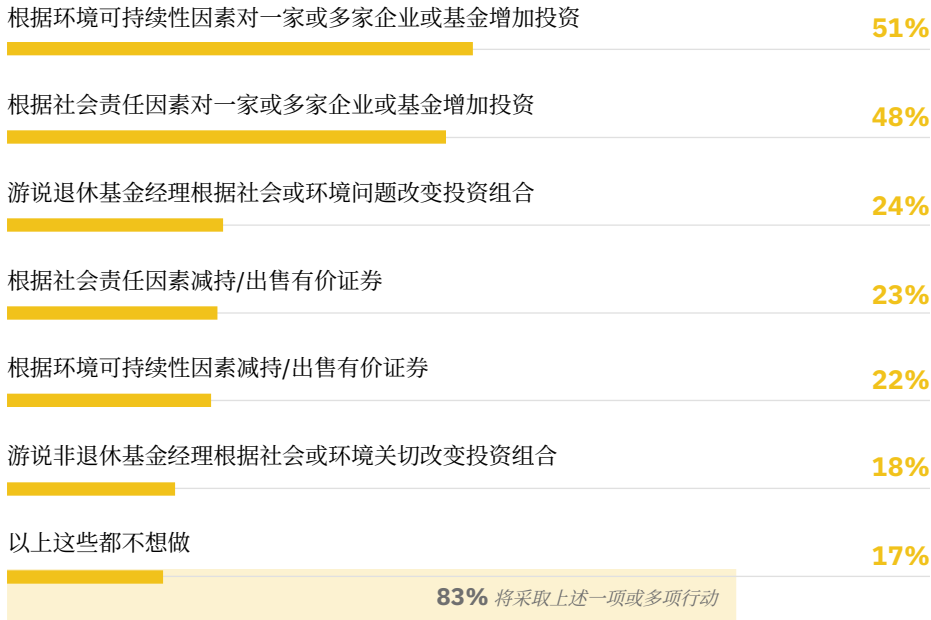 根据环境可持续性因素对一家或多家企业或基金增加投资
51%
根据社会责任因素对一家或多家企业或基金增加投资
48%
游说退休基金经理根据社会或环境问题改变投资组合
24%
根据社会责任因素减持/出售有价证券
23%
根据环境可持续性因素减持/出售有价证券
22%
游说非退休基金经理根据社会或环境关切改变投资组合
18%
以上这些都不想做
17%
83% 将采取上述一项或多项行动